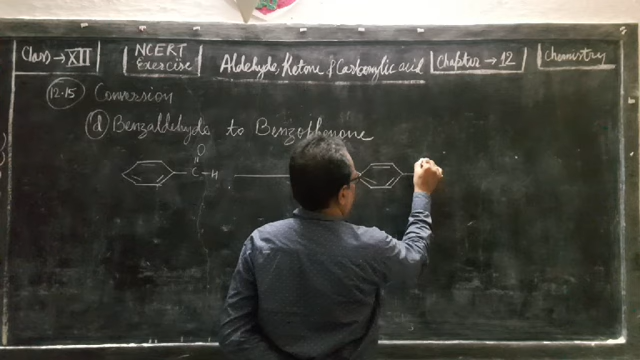 Class → XII
NCERT
Exercise
Aldehyde, Ketone & Carboxylic acid
Chapter → 12
Chemistry
12.15 Conversion
(d) Benzaldehyde to Benzophenone
O
C - H